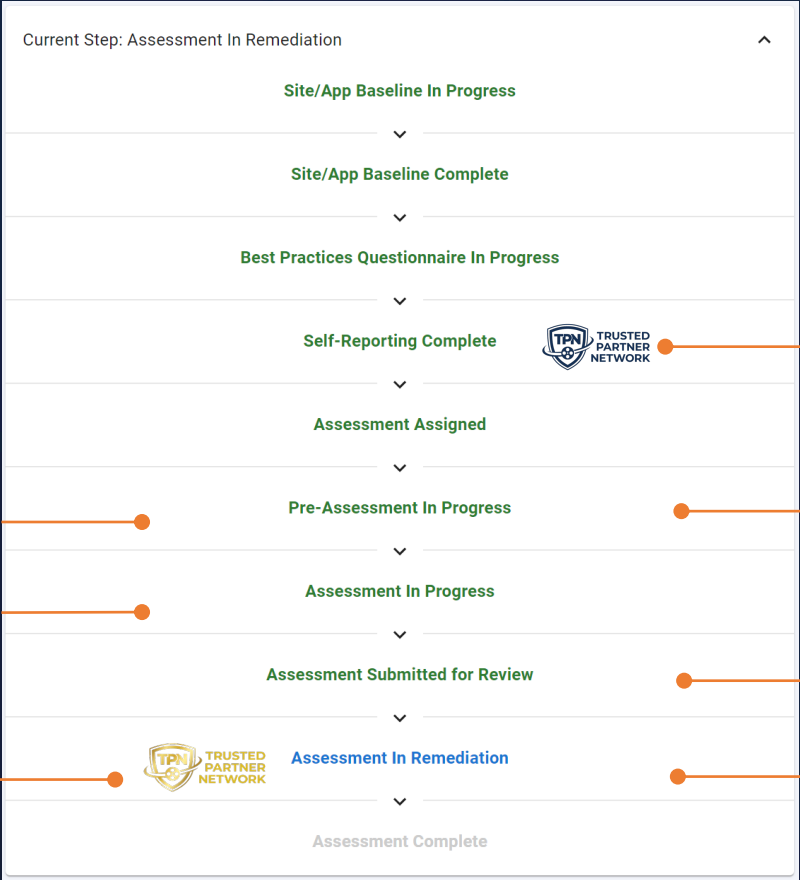 Current Step: Assessment In Remediation
Site/App Baseline In Progress
Site/App Baseline Complete
Best Practices Questionnaire In Progress
Self-Reporting Complete
TPN
TRUSTED
PARTNER
NETWORK
Assessment Assigned
Pre-Assessment In Progress
Assessment In Progress
Assessment Submitted for Review
TPN
TRUSTED
PARTNER
NETWORK
Assessment In Remediation
Assessment Complete